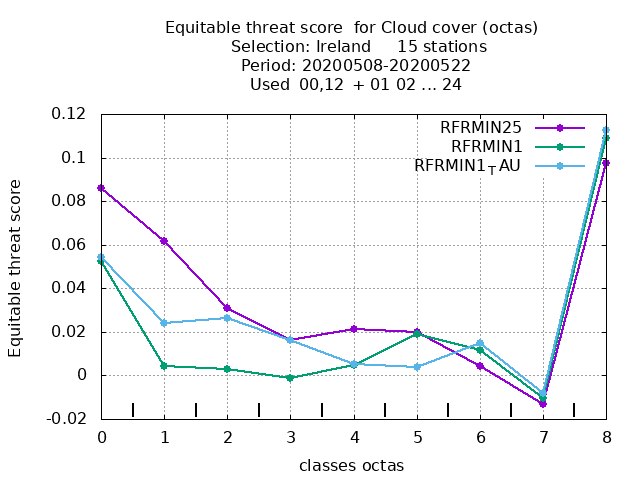 Equitable threat score  for Cloud cover (octas)
Selection: Ireland     15 stations
Period: 20200508-20200522
Used  00,12  + 01 02 ... 24
RFRMIN25
RFRMIN1
RFRMIN1TAU
Equitable threat score
0.12
0.1
0.08
0.06
0.04
0.02
0
-0.02
0 1 2 3 4 5 6 7 8
classes octas